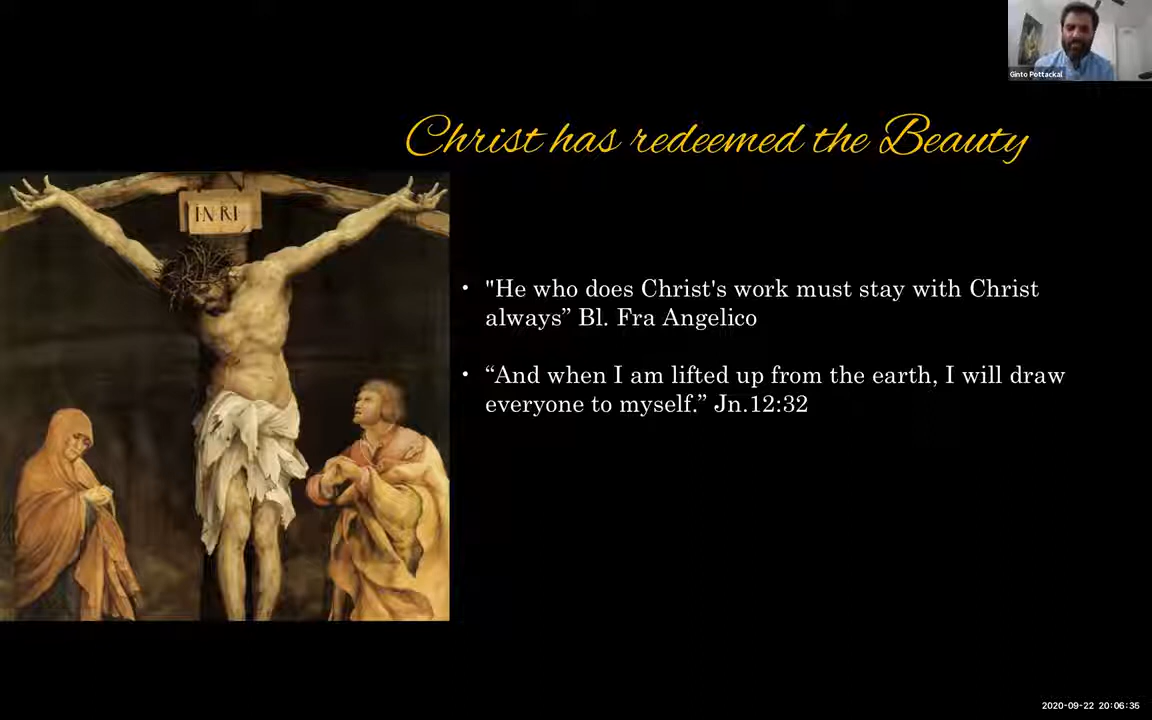 Ginto Pottackal
Christ has redeemed the Beauty
INRI
• "He who does Christ's work must stay with Christ
always” Bl. Fra Angelico
• “And when I am lifted up from the earth, I will draw
everyone to myself.” Jn.12:32
2020-09-22 20:06:35